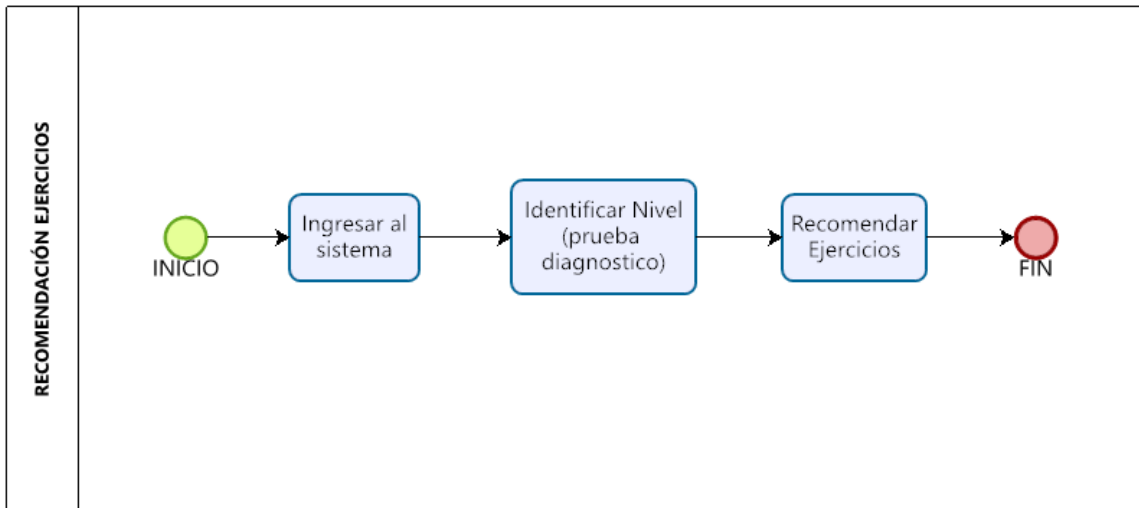 RECOMENDACIÓN EJERCICIOS
INICIO
Ingresar al
sistema
Identificar Nivel
(prueba
diagnostico)
Recomendar
Ejercicios
FIN